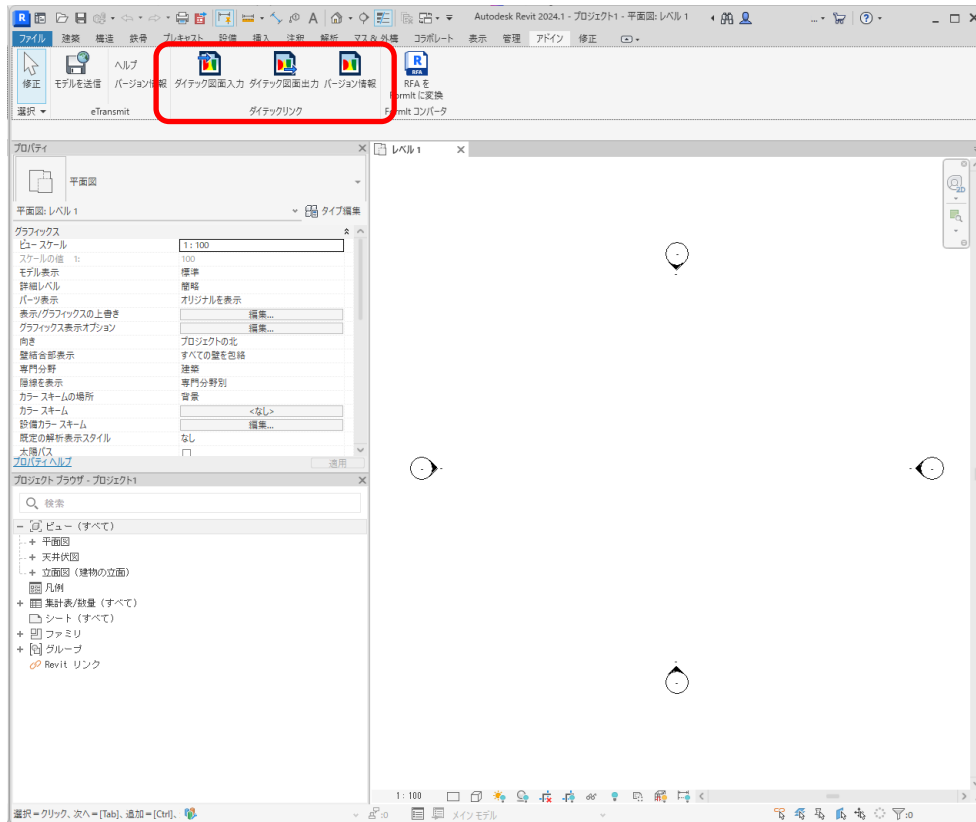 Autodesk Revit 2024.1 - プロジェクト1 - 平面図: レベル 1
ファイル 建築 構造 鉄骨 プレキャスト 設備 挿入 注釈 解析 マス & 外構 コラボレート 表示 管理 アドイン 修正
修正 モデルを送信 ヘルプ バージョン情報 ダイテック図面入力 ダイテック図面出力 バージョン情報 RFA を FormIt に変換
選択 eTransmit ダイテックリンク FormIt コンバータ
プロパティ
レベル 1
平面図
平面図: レベル 1 タイプ編集
グラフィックス
ビュー スケール 1 : 100
スケールの値 1: 100
モデル表示 標準
詳細レベル 簡略
パーツ表示 オリジナルを表示
表示/グラフィックスの上書き 編集...
グラフィックス表示オプション 編集...
向き プロジェクトの北
壁結合部表示 すべての壁を包絡
専門分野 建築
隠線を表示 専門分野別
カラー スキームの場所 背景
カラー スキーム <なし>
設備カラー スキーム 編集...
既定の解析表示スタイル なし
太陽パス
プロパティ ヘルプ 適用
プロジェクト ブラウザ - プロジェクト1
検索
ビュー (すべて)
平面図
天井伏図
立面図 (建物の立面)
凡例
集計表/数量 (すべて)
シート (すべて)
ファミリ
グループ
Revit リンク
1 : 100
選択＝クリック、次へ＝[Tab]、追加＝[Ctrl]、 :0 メイン モデル :0